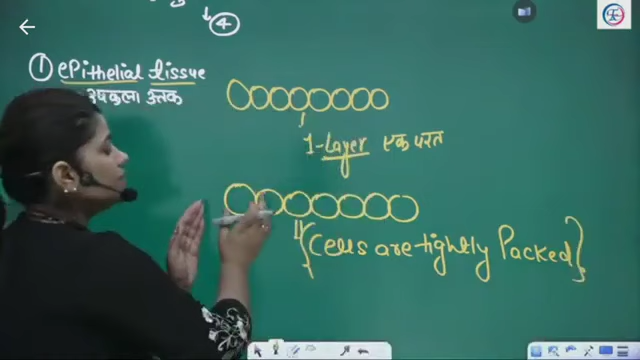 4
1 epithelial tissue
उपकला ऊतक
1-Layer एक परत
{Cells are tightly Packed}